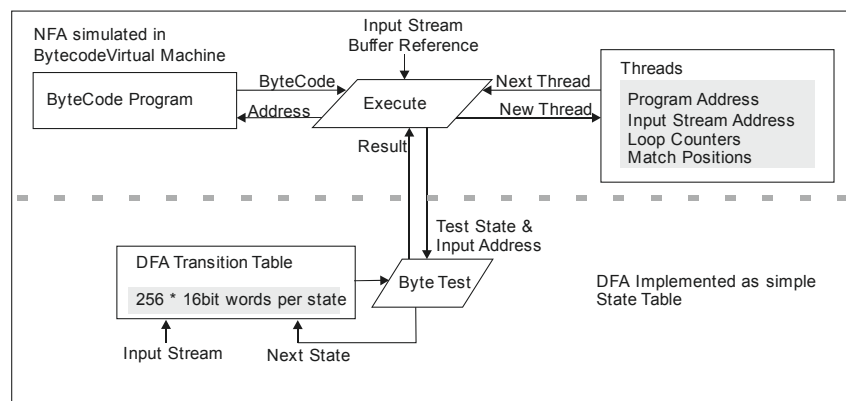 NFA simulated in
BytecodeVirtual Machine
Input Stream
Buffer Reference
ByteCode Program
ByteCode
Address
Execute
Next Thread
New Thread
Threads
Program Address
Input Stream Address
Loop Counters
Match Positions
Result
Test State &
Input Address
DFA Transition Table
256 * 16bit words per state
Byte Test
DFA Implemented as simple
State Table
Input Stream
Next State